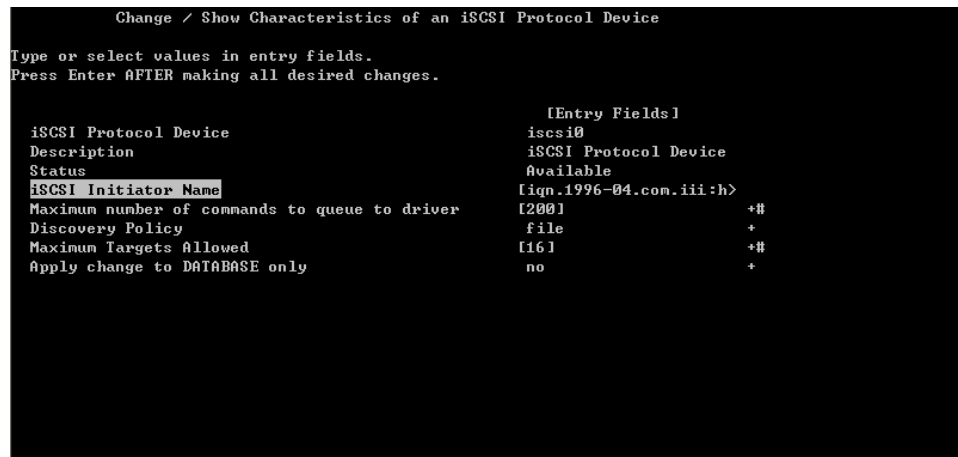 Change / Show Characteristics of an iSCSI Protocol Device
Type or select values in entry fields.
Press Enter AFTER making all desired changes.
[Entry Fields]
iSCSI Protocol Device iscsi0
Description iSCSI Protocol Device
Status Available
iSCSI Initiator Name [iqn.1996-04.com.iii:h>
Maximum number of commands to queue to driver [200] +#
Discovery Policy file +
Maximum Targets Allowed [16] +#
Apply change to DATABASE only no +